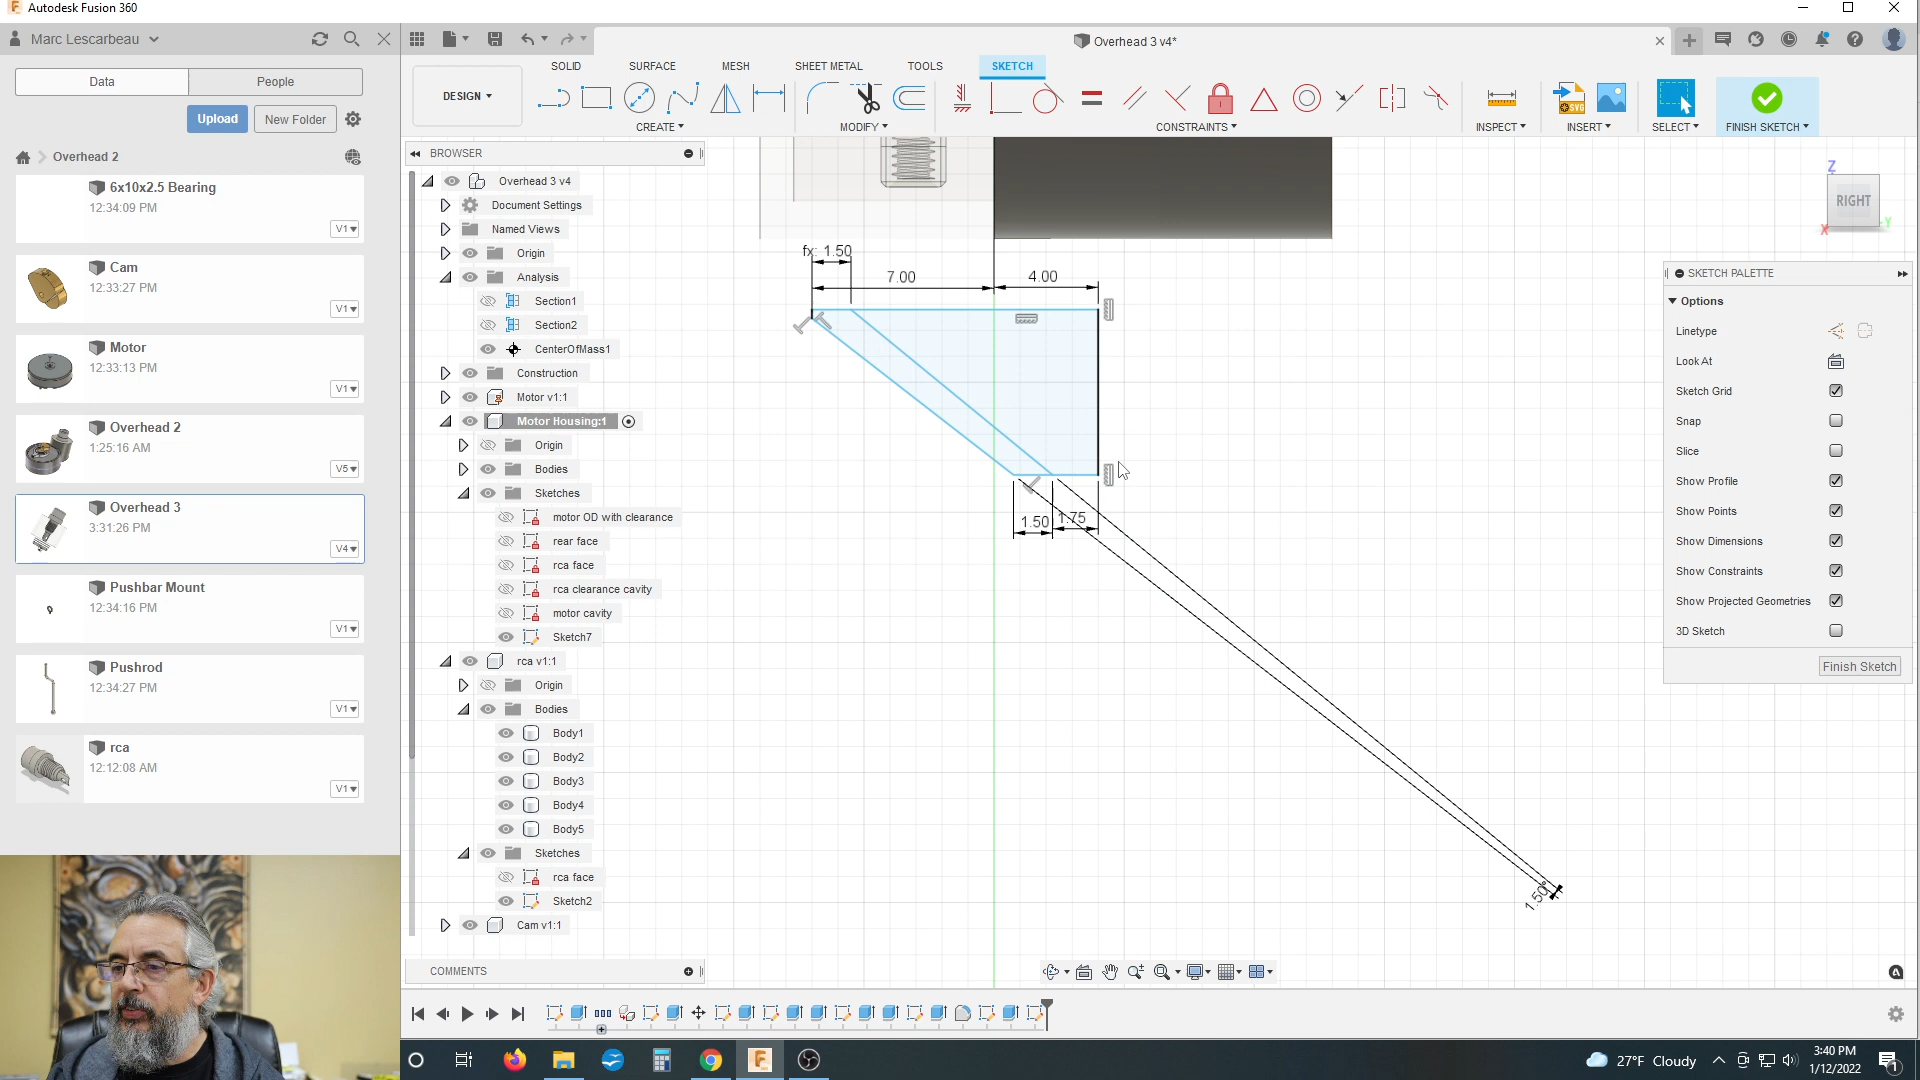 Autodesk Fusion 360
Marc Lescarbeau
Overhead 3 v4*
Data
People
Upload
New Folder
Overhead 2
6x10x2.5 Bearing
12:34:09 PM
V1
Cam
12:33:27 PM
V1
Motor
12:33:13 PM
V1
Overhead 2
1:25:16 AM
V5
Overhead 3
3:31:26 PM
V4
Pushbar Mount
12:34:16 PM
V1
Pushrod
12:34:27 PM
V1
rca
12:12:08 AM
V1
DESIGN
SOLID
SURFACE
MESH
SHEET METAL
TOOLS
SKETCH
CREATE
MODIFY
CONSTRAINTS
INSPECT
INSERT
SELECT
FINISH SKETCH
SVG
BROWSER
Overhead 3 v4
Document Settings
Named Views
Origin
Analysis
Section1
Section2
CenterOfMass1
Construction
Motor v1:1
Motor Housing:1
Origin
Bodies
Sketches
motor OD with clearance
rear face
rca face
rca clearance cavity
motor cavity
Sketch7
rca v1:1
Origin
Bodies
Body1
Body2
Body3
Body4
Body5
Sketches
rca face
Sketch2
Cam v1:1
COMMENTS
fx: 1.50
7.00
4.00
1.50
1.75
1.50°
Z
RIGHT
X
Y
SKETCH PALETTE
Options
Linetype
Look At
Sketch Grid
Snap
Slice
Show Profile
Show Points
Show Dimensions
Show Constraints
Show Projected Geometries
3D Sketch
Finish Sketch
27°F Cloudy
3:40 PM
1/12/2022
1